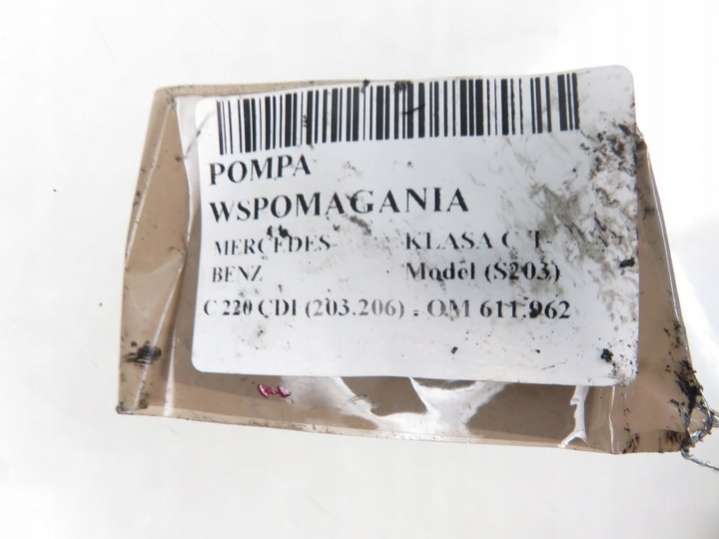 POMPA
WSPOMAGANIA
MERCEDES- KLASA C T-
BENZ Model (S203)
C 220 CDI (203.206) - OM 611.962